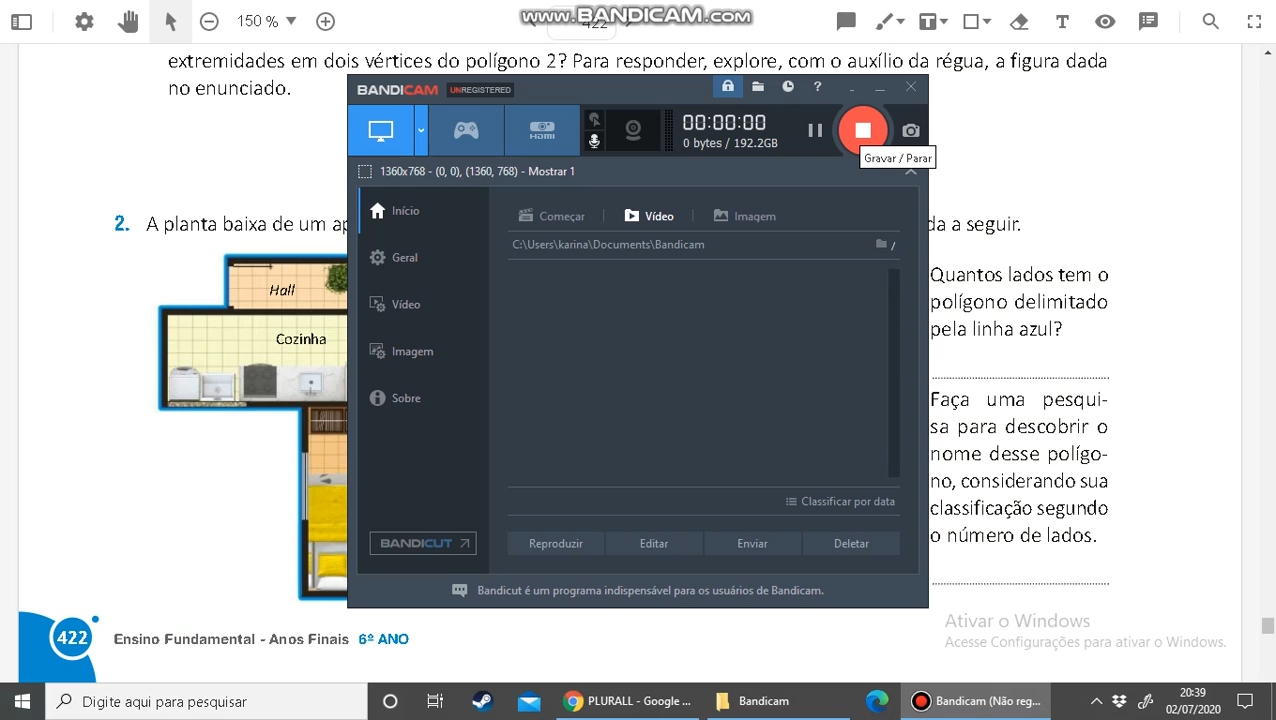 150 %
422
www.BANDICAM.com
extremidades em dois vértices do polígono 2? Para responder, explore, com o auxílio da régua, a figura dada
no enunciado.
BANDICAM UNREGISTERED
?
HDMI
00:00:00
0 bytes / 192.2GB
Gravar / Parar
1360x768 - (0, 0), (1360, 768) - Mostrar 1
Início
Geral
Vídeo
Imagem
Sobre
BANDICUT
Começar
Vídeo
Imagem
C:\Users\karina\Documents\Bandicam
/
Classificar por data
Reproduzir
Editar
Enviar
Deletar
Bandicut é um programa indispensável para os usuários de Bandicam.
2. A planta baixa de um
da a seguir.
Hall
Cozinha
Quantos lados tem o
polígono delimitado
pela linha azul?
Faça uma pesqui-
sa para descobrir o
nome desse polígo-
no, considerando sua
classificação segundo
o número de lados.
422 Ensino Fundamental - Anos Finais 6º ANO
Ativar o Windows
Acesse Configurações para ativar o Windows.
Digite aqui para pesquisar
PLURALL - Google ...
Bandicam
Bandicam (Não reg...
20:39
02/07/2020